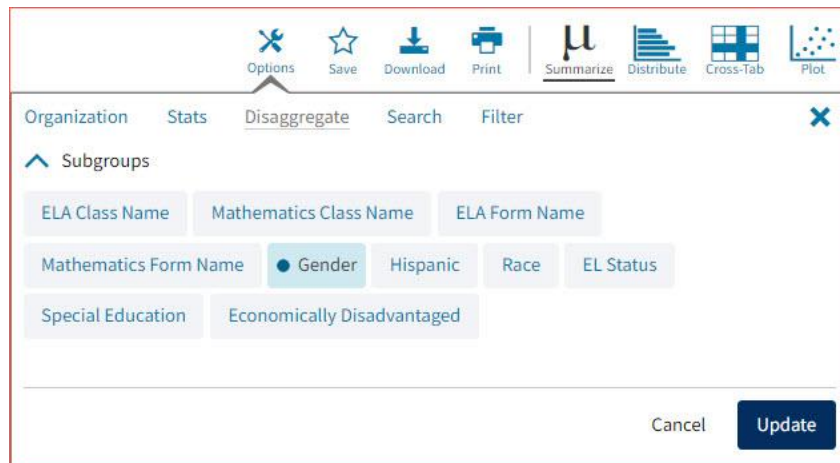 μ
Options Save Download Print Summarize Distribute Cross-Tab Plot
Organization Stats Disaggregate Search Filter
Subgroups
ELA Class Name Mathematics Class Name ELA Form Name
Mathematics Form Name Gender Hispanic Race EL Status
Special Education Economically Disadvantaged
Cancel Update